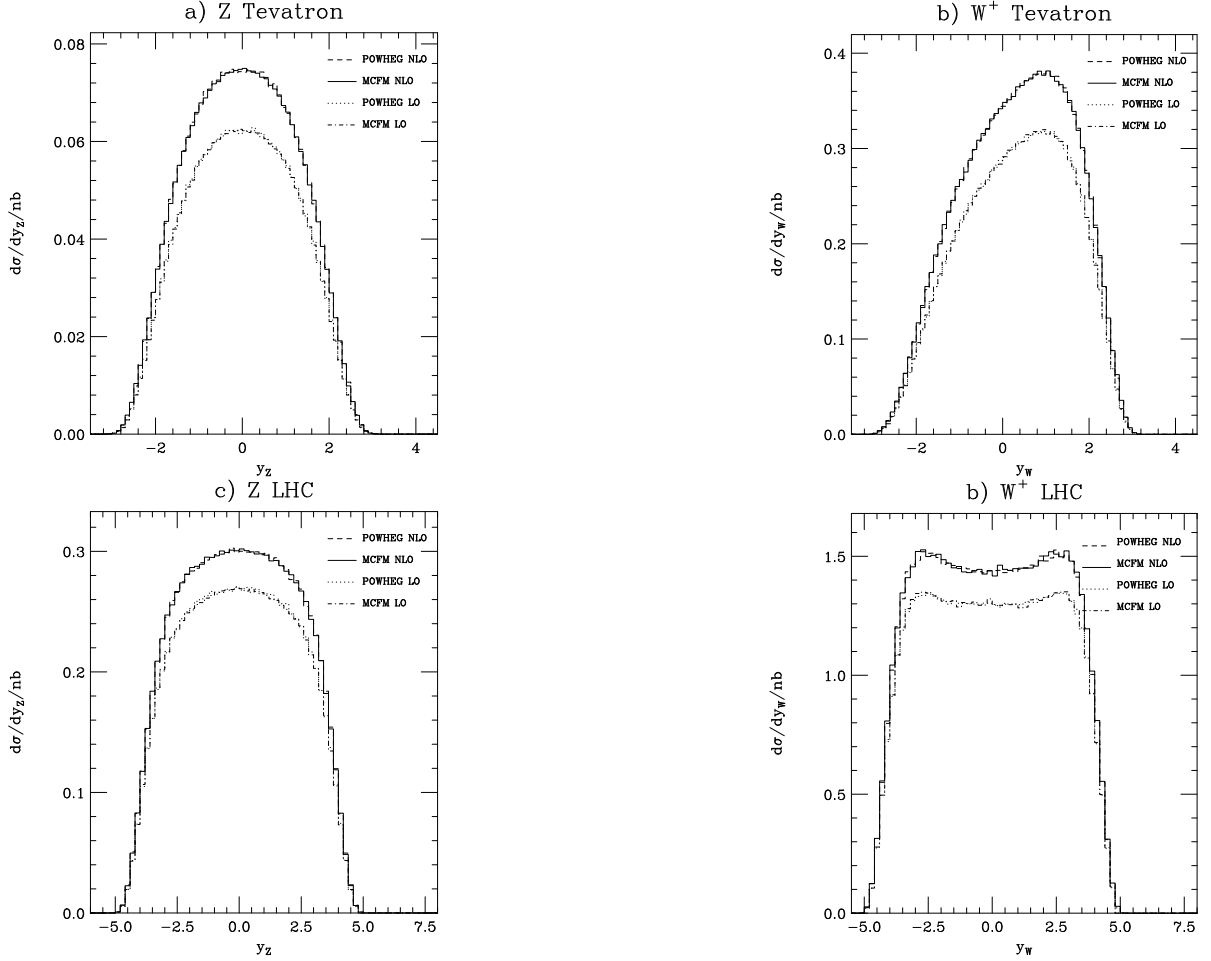 a) Z Tevatron
0.08
0.06
0.04
0.02
0.00
dσ/dy_Z/nb
POWHEG NLO
MCFM NLO
POWHEG LO
MCFM LO
−2 0 2 4
y_Z
b) W⁺ Tevatron
0.4
0.3
0.2
0.1
0.0
dσ/dy_W/nb
POWHEG NLO
MCFM NLO
POWHEG LO
MCFM LO
−2 0 2 4
y_W
c) Z LHC
0.3
0.2
0.1
0.0
dσ/dy_Z/nb
POWHEG NLO
MCFM NLO
POWHEG LO
MCFM LO
−5.0 −2.5 0.0 2.5 5.0 7.5
y_Z
b) W⁺ LHC
1.5
1.0
0.5
0.0
dσ/dy_W/nb
POWHEG NLO
MCFM NLO
POWHEG LO
MCFM LO
−5.0 −2.5 0.0 2.5 5.0 7.5
y_W